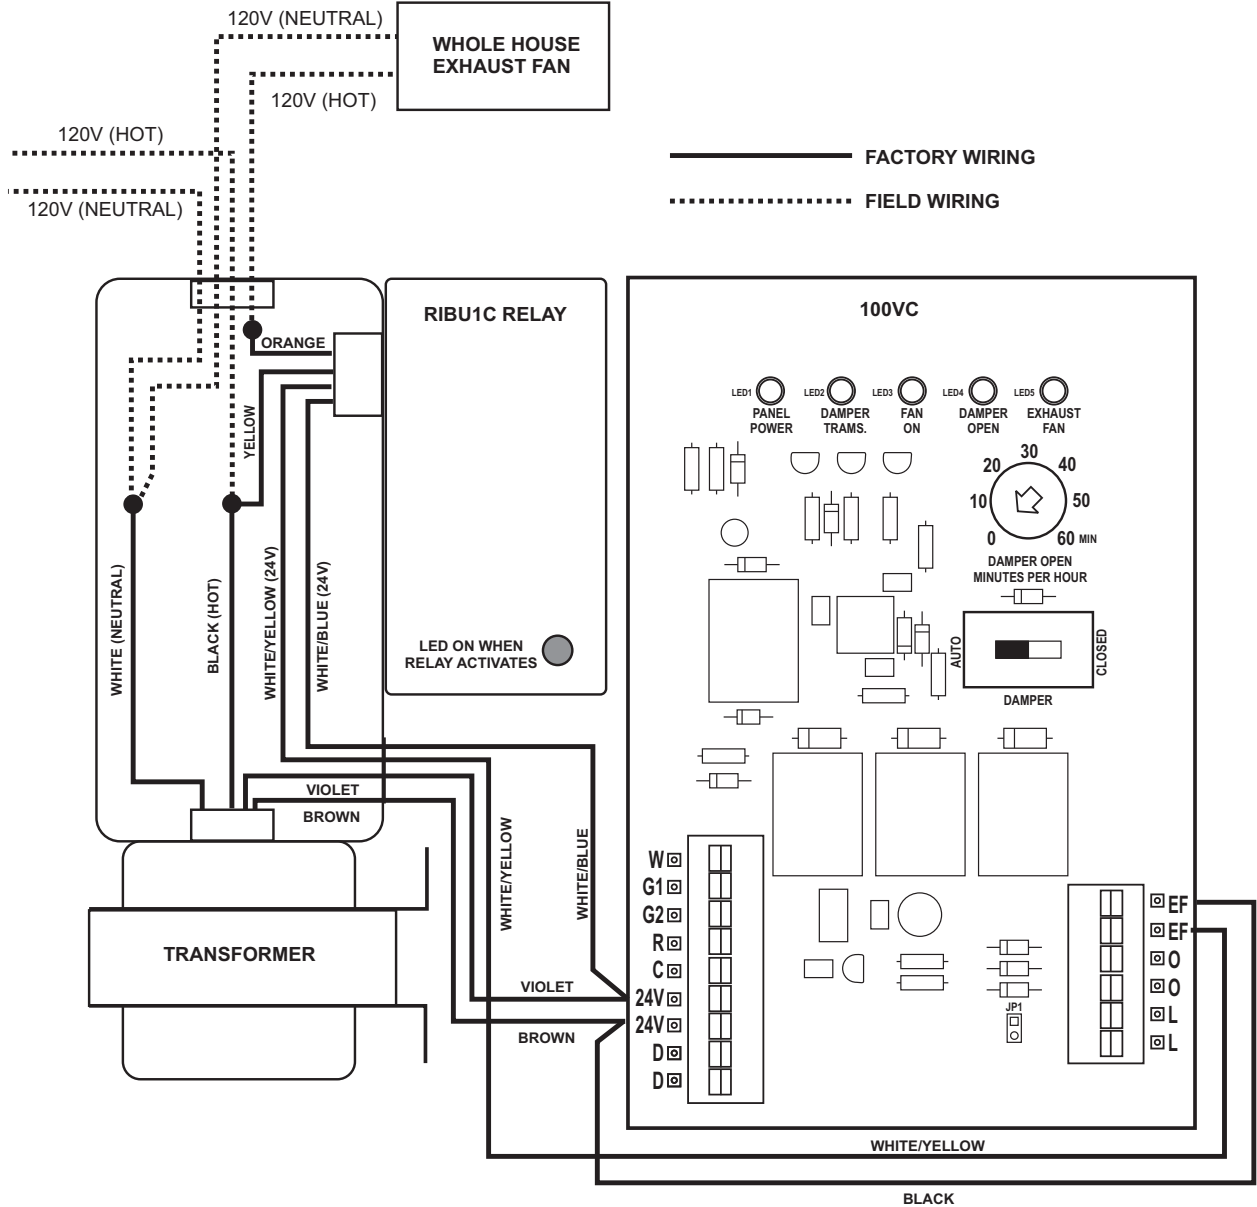 120V (NEUTRAL)
WHOLE HOUSE
EXHAUST FAN
120V (HOT)
120V (HOT)
120V (NEUTRAL)
FACTORY WIRING
FIELD WIRING
RIBU1C RELAY
ORANGE
YELLOW
WHITE (NEUTRAL)
BLACK (HOT)
WHITE/YELLOW (24V)
WHITE/BLUE (24V)
LED ON WHEN
RELAY ACTIVATES
VIOLET
BROWN
TRANSFORMER
WHITE/YELLOW
WHITE/BLUE
VIOLET
BROWN
100VC
LED1
PANEL
POWER
LED2
DAMPER
TRAMS.
LED3
FAN
ON
LED4
DAMPER
OPEN
LED5
EXHAUST
FAN
0
10
20
30
40
50
60 MIN
DAMPER OPEN
MINUTES PER HOUR
AUTO
CLOSED
DAMPER
W
G1
G2
R
C
24V
24V
D
D
JP1
EF
EF
O
O
L
L
WHITE/YELLOW
BLACK